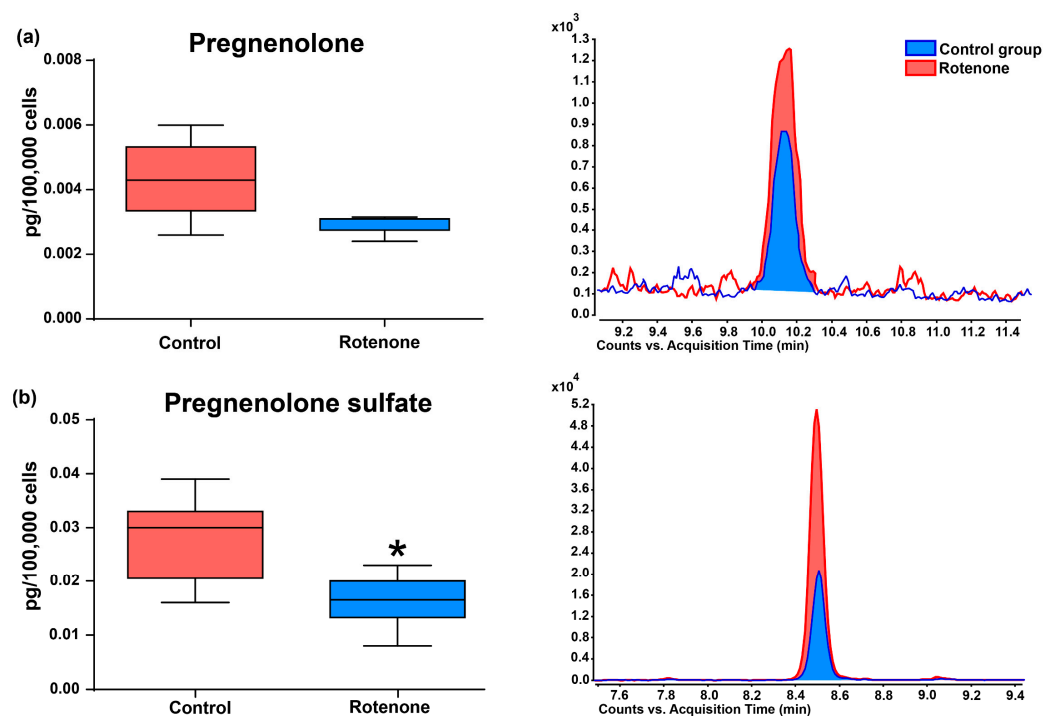 (a)
Pregnenolone
pg/100,000 cells
0.008
0.006
0.004
0.002
0.000
Control
Rotenone
x10³
1.3
1.2
1.1
1.0
0.9
0.8
0.7
0.6
0.5
0.4
0.3
0.2
0.1
0.0
9.2 9.4 9.6 9.8 10.0 10.2 10.4 10.6 10.8 11.0 11.2 11.4
Counts vs. Acquisition Time (min)
Control group
Rotenone
(b)
Pregnenolone sulfate
pg/100,000 cells
0.05
0.04
0.03
0.02
0.01
0.00
*
Control
Rotenone
x10⁴
5.2
4.8
4.4
4.0
3.6
3.2
2.8
2.4
2.0
1.6
1.2
0.8
0.4
0.0
7.6 7.8 8.0 8.2 8.4 8.6 8.8 9.0 9.2 9.4
Counts vs. Acquisition Time (min)